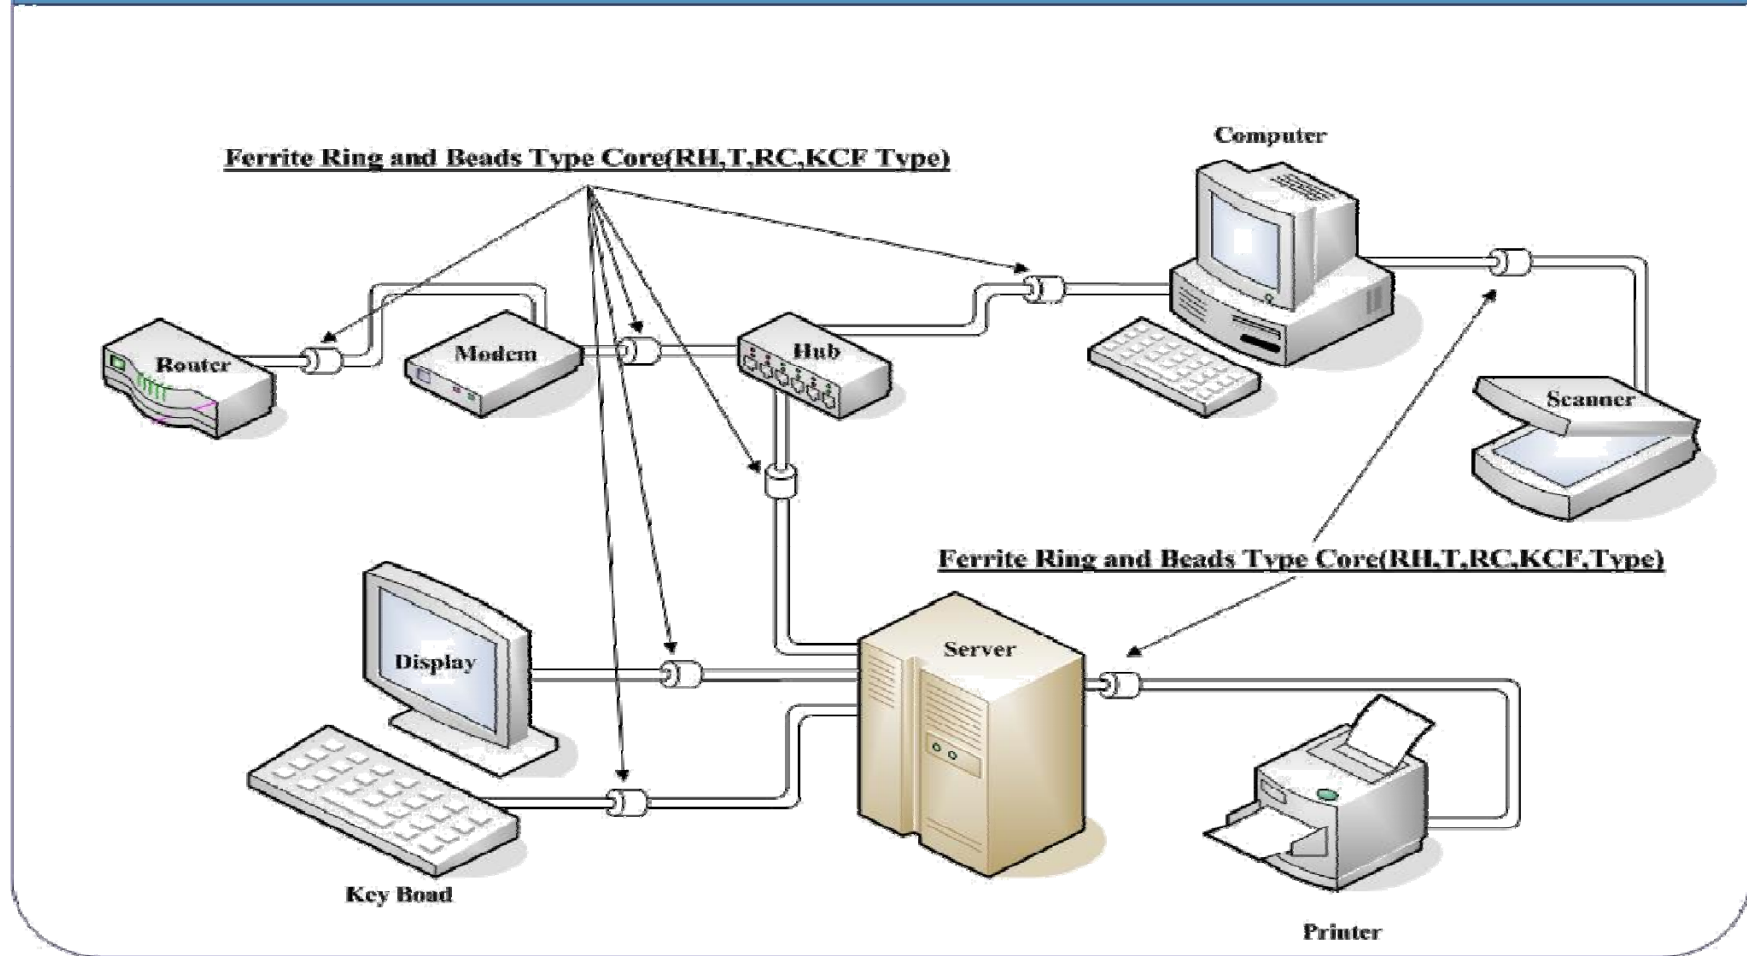 Computer
Ferrite Ring and Beads Type Core(RH,T,RC,KCF Type)
Router
Modem
Hub
Scanner
Ferrite Ring and Beads Type Core(RH,T,RC,KCF,Type)
Display
Server
Key Boad
Printer